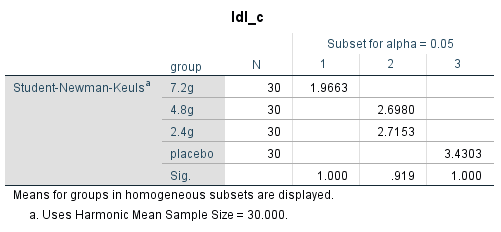 ldl_c
Subset for alpha = 0.05
group N 1 2 3
Student-Newman-Keuls a 7.2g 30 1.9663
4.8g 30 2.6980
2.4g 30 2.7153
placebo 30 3.4303
Sig. 1.000 .919 1.000
Means for groups in homogeneous subsets are displayed.
a. Uses Harmonic Mean Sample Size = 30.000.